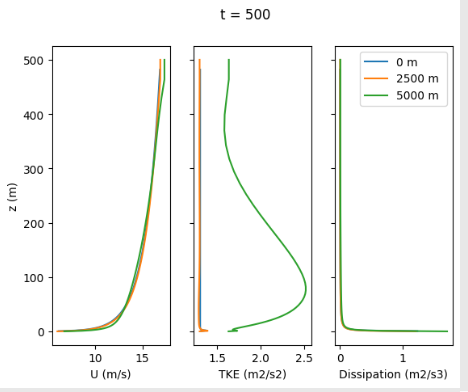 t = 500
500
400
300
200
100
0
z (m)
10 15
U (m/s)
1.5 2.0 2.5
TKE (m2/s2)
0 1
Dissipation (m2/s3)
0 m
2500 m
5000 m